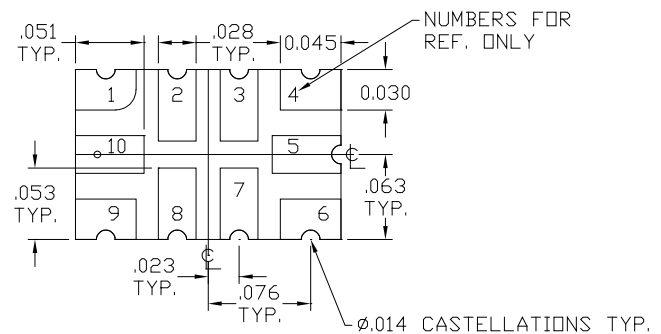 .051
TYP.
.028
TYP.
0.045
NUMBERS FOR
REF. ONLY
1
2
3
4
0.030
10
5
.053
TYP.
7
.063
TYP.
9
8
6
.023
TYP.
.076
TYP.
Ø.014 CASTELLATIONS TYP.